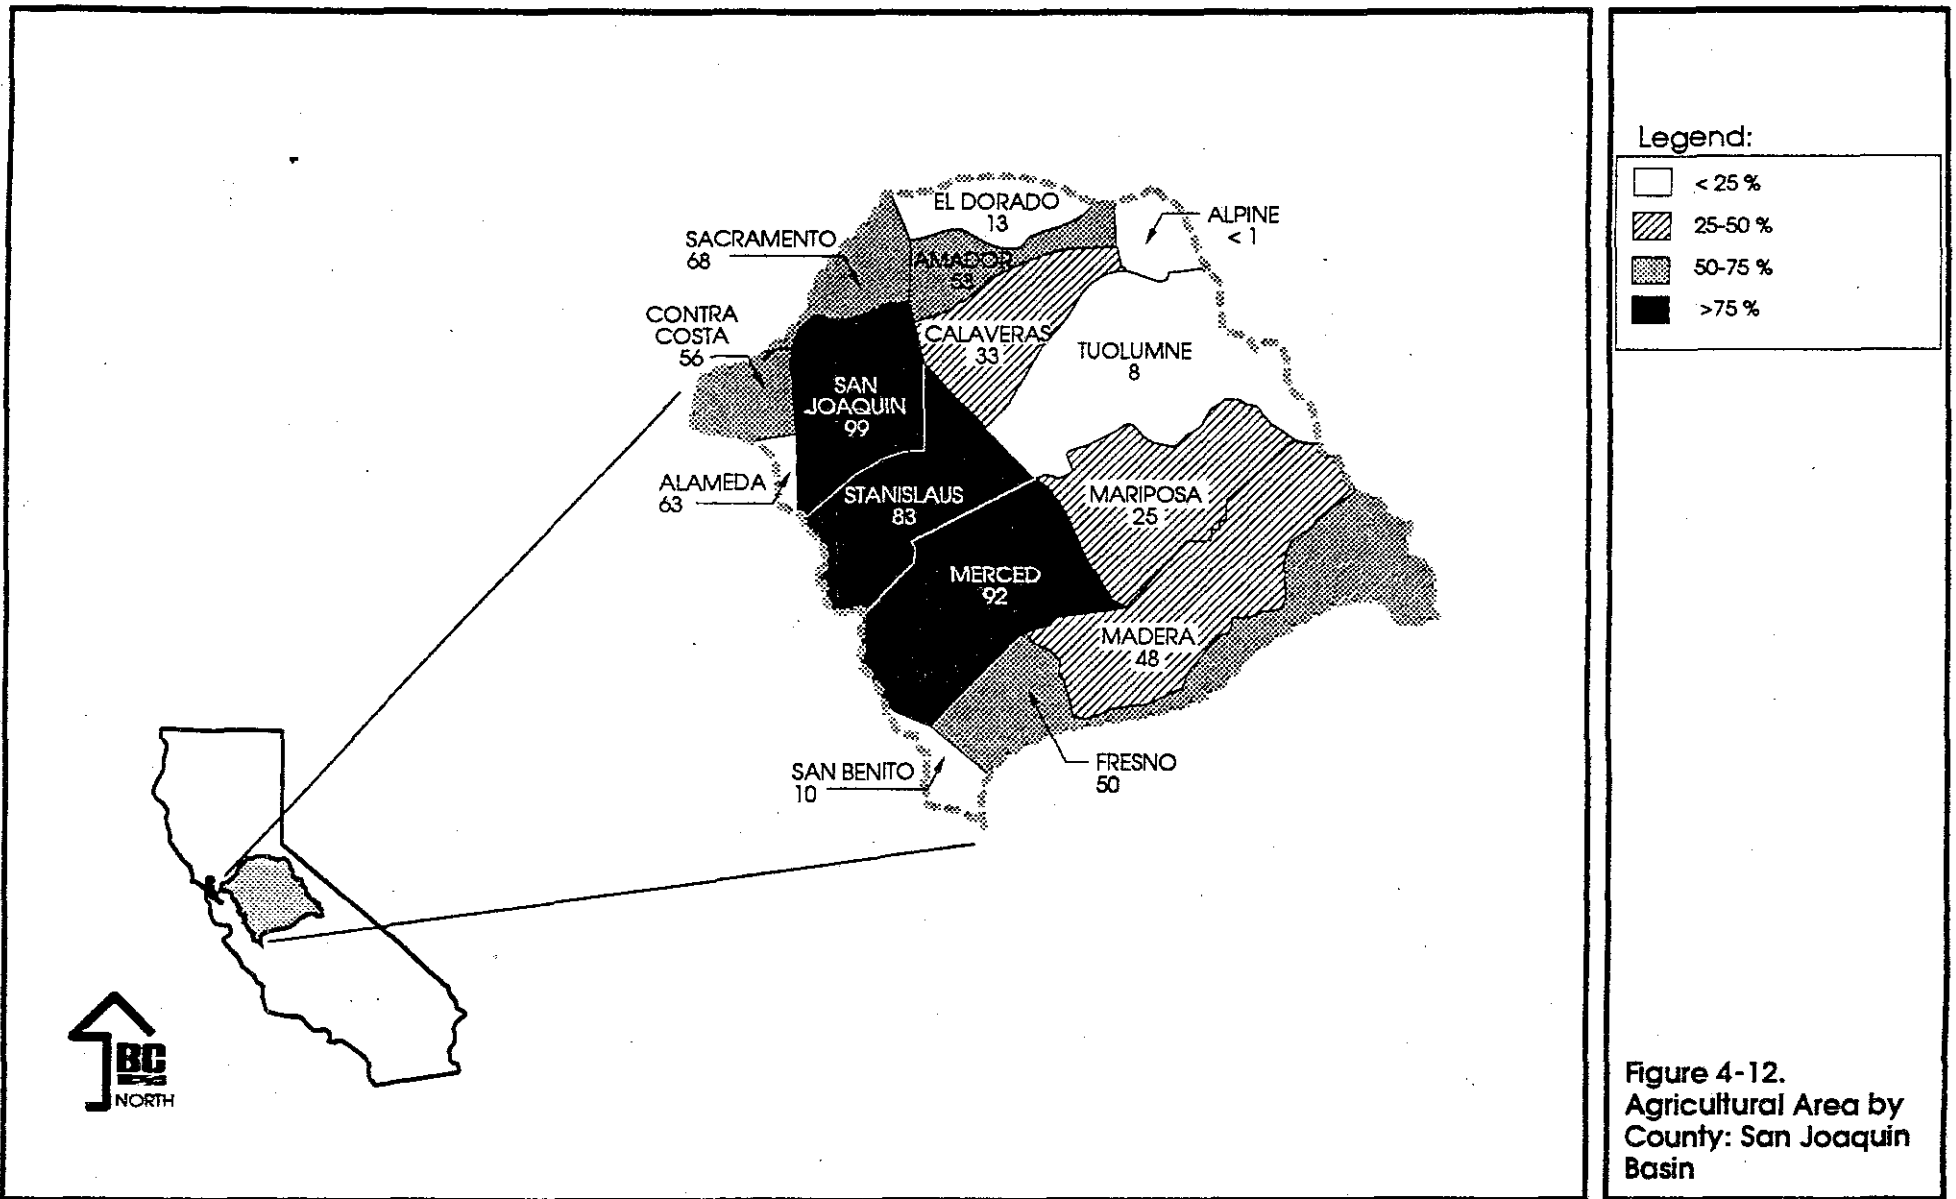 EL DORADO
13
ALPINE
< 1
SACRAMENTO
68
AMADOR
53
CONTRA
COSTA
56
CALAVERAS
33
TUOLUMNE
8
SAN
JOAQUIN
99
ALAMEDA
63
STANISLAUS
83
MARIPOSA
25
MERCED
92
MADERA
48
SAN BENITO
10
FRESNO
50
BC
NORTH
Legend:
< 25 %
25-50 %
50-75 %
>75 %
Figure 4-12.
Agricultural Area by
County: San Joaquin
Basin